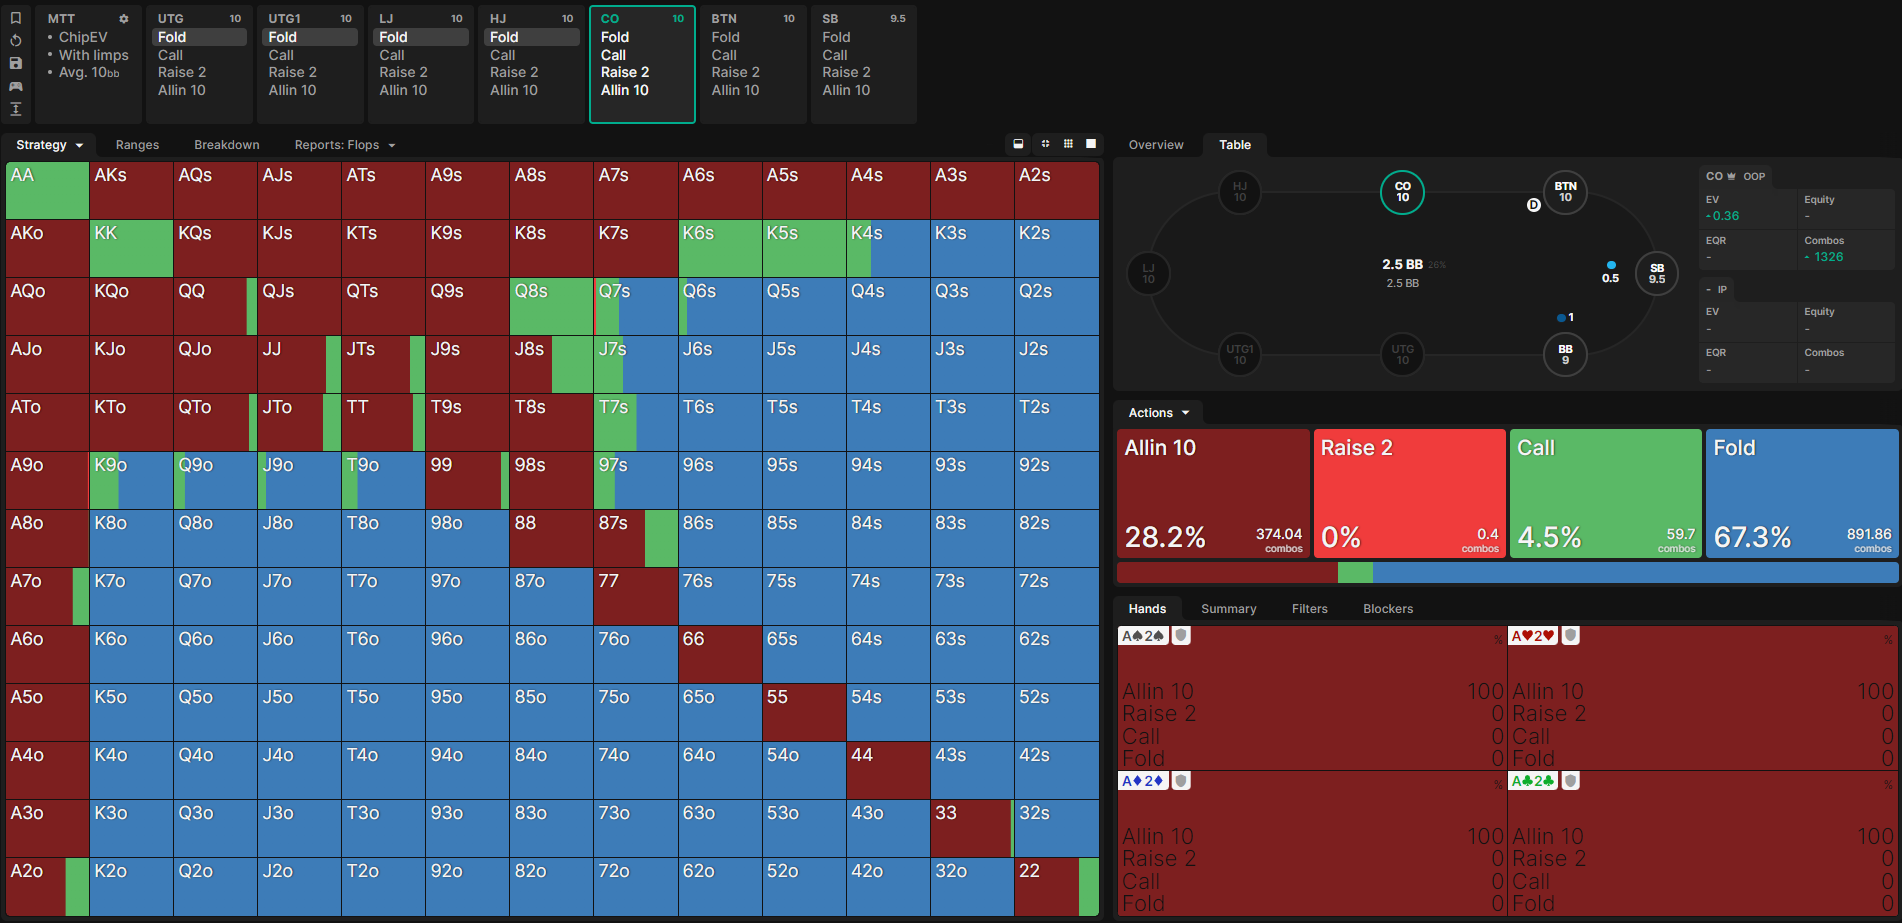 MTT
• ChipEV
• With limps
• Avg. 10bb
UTG 10
Fold
Call
Raise 2
Allin 10
UTG1 10
Fold
Call
Raise 2
Allin 10
LJ 10
Fold
Call
Raise 2
Allin 10
HJ 10
Fold
Call
Raise 2
Allin 10
CO 10
Fold
Call
Raise 2
Allin 10
BTN 10
Fold
Call
Raise 2
Allin 10
SB 9.5
Fold
Call
Raise 2
Allin 10
Strategy Ranges Breakdown Reports: Flops
AA AKs AQs AJs ATs A9s A8s A7s A6s A5s A4s A3s A2s
AKo KK KQs KJs KTs K9s K8s K7s K6s K5s K4s K3s K2s
AQo KQo QQ QJs QTs Q9s Q8s Q7s Q6s Q5s Q4s Q3s Q2s
AJo KJo QJo JJ JTs J9s J8s J7s J6s J5s J4s J3s J2s
ATo KTo QTo JTo TT T9s T8s T7s T6s T5s T4s T3s T2s
A9o K9o Q9o J9o T9o 99 98s 97s 96s 95s 94s 93s 92s
A8o K8o Q8o J8o T8o 98o 88 87s 86s 85s 84s 83s 82s
A7o K7o Q7o J7o T7o 97o 87o 77 76s 75s 74s 73s 72s
A6o K6o Q6o J6o T6o 96o 86o 76o 66 65s 64s 63s 62s
A5o K5o Q5o J5o T5o 95o 85o 75o 65o 55 54s 53s 52s
A4o K4o Q4o J4o T4o 94o 84o 74o 64o 54o 44 43s 42s
A3o K3o Q3o J3o T3o 93o 83o 73o 63o 53o 43o 33 32s
A2o K2o Q2o J2o T2o 92o 82o 72o 62o 52o 42o 32o 22
Overview Table
HJ
10
CO
10
BTN
10
D
LJ
10
2.5 BB 26%
2.5 BB
0.5
SB
9.5
1
UTG1
10
UTG
10
BB
9
CO OOP
EV Equity
0.36 -
EQR Combos
- 1326
- IP
EV Equity
- -
EQR Combos
- -
Actions
Allin 10
28.2% 374.04
combos
Raise 2
0% 0.4
combos
Call
4.5% 59.7
combos
Fold
67.3% 891.86
combos
Hands Summary Filters Blockers
A♠2♠ %
Allin 10 100
Raise 2 0
Call 0
Fold 0
A♥2♥ %
Allin 10 100
Raise 2 0
Call 0
Fold 0
A♦2♦ %
Allin 10 100
Raise 2 0
Call 0
Fold 0
A♣2♣ %
Allin 10 100
Raise 2 0
Call 0
Fold 0